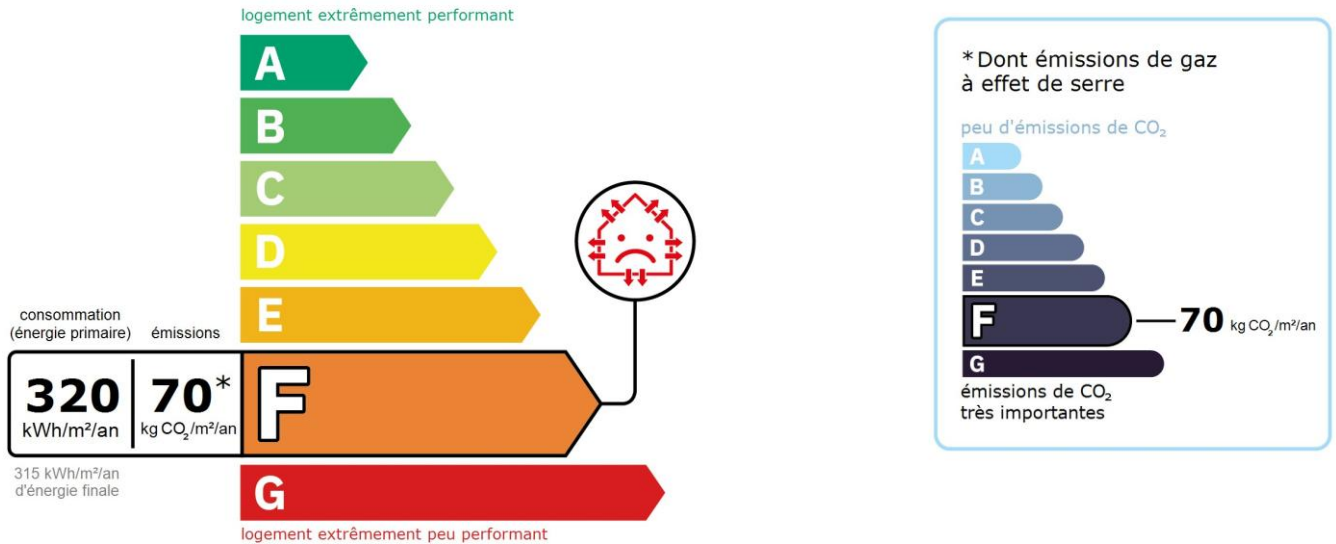 logement extrêmement performant
A
B
C
D
E
consommation
(énergie primaire)
émissions
320
kWh/m²/an
70*
kg CO₂/m²/an
F
315 kWh/m²/an
d'énergie finale
G
logement extrêmement peu performant
*Dont émissions de gaz
à effet de serre
peu d'émissions de CO₂
A
B
C
D
E
F
70 kg CO₂/m²/an
G
émissions de CO₂
très importantes